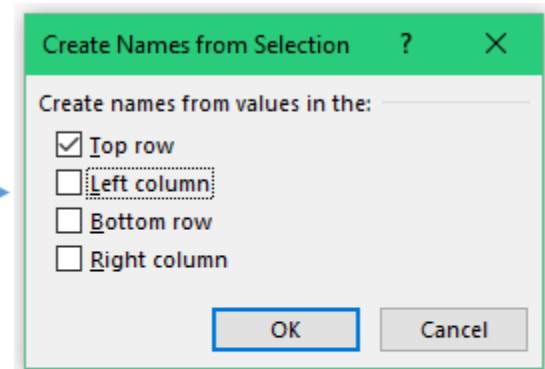 Create Names from Selection ? ×
Create names from values in the:
Top row
Left column
Bottom row
Right column
OK Cancel